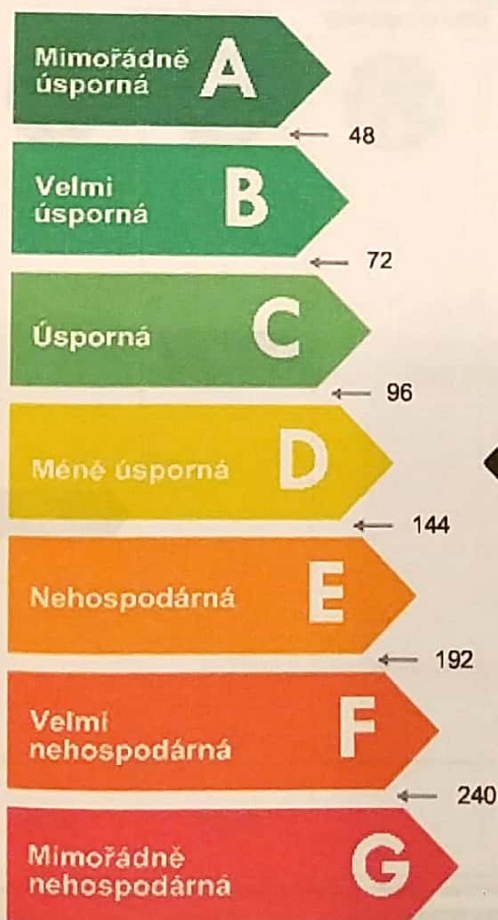 Mimořádně
úsporná
A
48
Velmi
úsporná
B
72
Úsporná
C
96
Méně úsporná
D
144
Nehospodárná
E
192
Velmi
nehospodárná
F
240
Mimořádně
nehospodárná
G